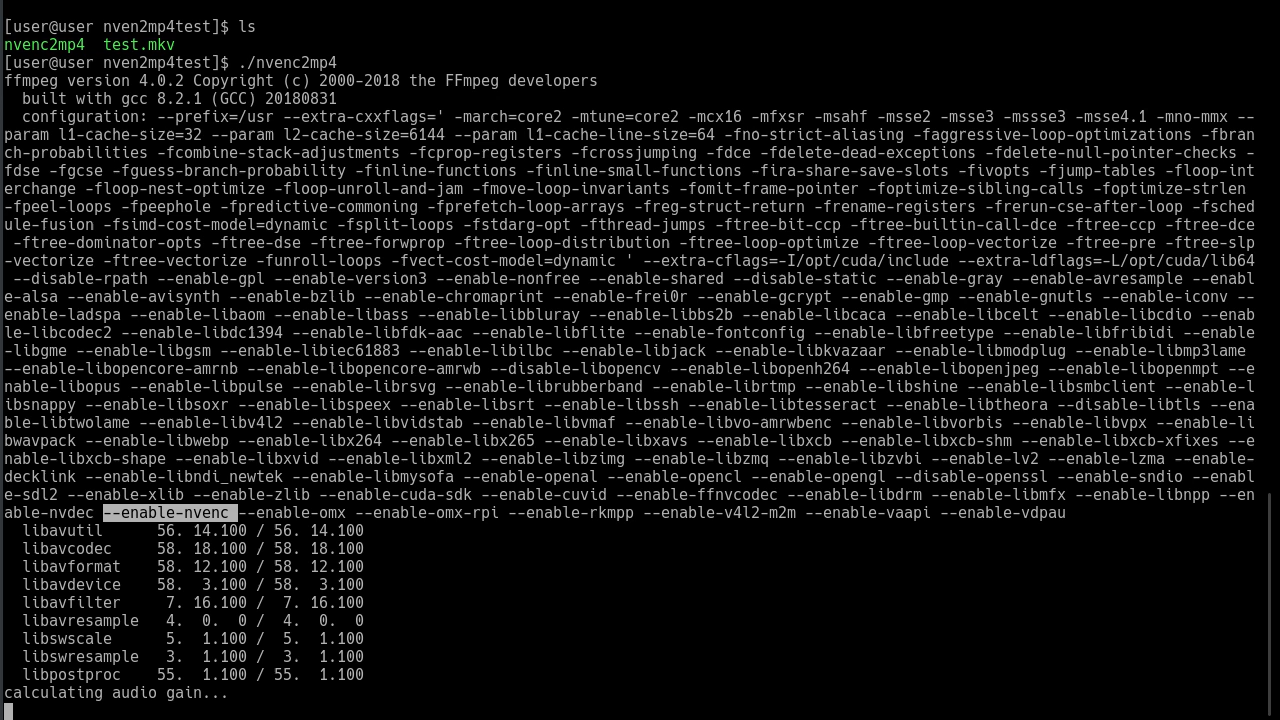 [user@user nven2mp4test]$ ls
nvenc2mp4  test.mkv
[user@user nven2mp4test]$ ./nvenc2mp4
ffmpeg version 4.0.2 Copyright (c) 2000-2018 the FFmpeg developers
  built with gcc 8.2.1 (GCC) 20180831
  configuration: --prefix=/usr --extra-cxxflags=' -march=core2 -mtune=core2 -mcx16 -mfxsr -msahf -msse2 -msse3 -mssse3 -msse4.1 -mno-mmx --
param l1-cache-size=32 --param l2-cache-size=6144 --param l1-cache-line-size=64 -fno-strict-aliasing -faggressive-loop-optimizations -fbran
ch-probabilities -fcombine-stack-adjustments -fcprop-registers -fcrossjumping -fdce -fdelete-dead-exceptions -fdelete-null-pointer-checks -
fdse -fgcse -fguess-branch-probability -finline-functions -finline-small-functions -fira-share-save-slots -fivopts -fjump-tables -floop-int
erchange -floop-nest-optimize -floop-unroll-and-jam -fmove-loop-invariants -fomit-frame-pointer -foptimize-sibling-calls -foptimize-strlen
-fpeel-loops -fpeephole -fpredictive-commoning -fprefetch-loop-arrays -freg-struct-return -frename-registers -frerun-cse-after-loop -fsched
ule-fusion -fsimd-cost-model=dynamic -fsplit-loops -fstdarg-opt -fthread-jumps -ftree-bit-ccp -ftree-builtin-call-dce -ftree-ccp -ftree-dce
 -ftree-dominator-opts -ftree-dse -ftree-forwprop -ftree-loop-distribution -ftree-loop-optimize -ftree-loop-vectorize -ftree-pre -ftree-slp
-vectorize -ftree-vectorize -funroll-loops -fvect-cost-model=dynamic ' --extra-cflags=-I/opt/cuda/include --extra-ldflags=-L/opt/cuda/lib64
 --disable-rpath --enable-gpl --enable-version3 --enable-nonfree --enable-shared --disable-static --enable-gray --enable-avresample --enabl
e-alsa --enable-avisynth --enable-bzlib --enable-chromaprint --enable-frei0r --enable-gcrypt --enable-gmp --enable-gnutls --enable-iconv --
enable-ladspa --enable-libaom --enable-libass --enable-libbluray --enable-libbs2b --enable-libcaca --enable-libcelt --enable-libcdio --enab
le-libcodec2 --enable-libdc1394 --enable-libfdk-aac --enable-libflite --enable-fontconfig --enable-libfreetype --enable-libfribidi --enable
-libgme --enable-libgsm --enable-libiec61883 --enable-libilbc --enable-libjack --enable-libkvazaar --enable-libmodplug --enable-libmp3lame
--enable-libopencore-amrnb --enable-libopencore-amrwb --disable-libopencv --enable-libopenh264 --enable-libopenjpeg --enable-libopenmpt --e
nable-libopus --enable-libpulse --enable-librsvg --enable-librubberband --enable-librtmp --enable-libshine --enable-libsmbclient --enable-l
ibsnappy --enable-libsoxr --enable-libspeex --enable-libsrt --enable-libssh --enable-libtesseract --enable-libtheora --disable-libtls --ena
ble-libtwolame --enable-libv4l2 --enable-libvidstab --enable-libvmaf --enable-libvo-amrwbenc --enable-libvorbis --enable-libvpx --enable-li
bwavpack --enable-libwebp --enable-libx264 --enable-libx265 --enable-libxavs --enable-libxcb --enable-libxcb-shm --enable-libxcb-xfixes --e
nable-libxcb-shape --enable-libxvid --enable-libxml2 --enable-libzimg --enable-libzmq --enable-libzvbi --enable-lv2 --enable-lzma --enable-
decklink --enable-libndi_newtek --enable-libmysofa --enable-openal --enable-opencl --enable-opengl --disable-openssl --enable-sndio --enabl
e-sdl2 --enable-xlib --enable-zlib --enable-cuda-sdk --enable-cuvid --enable-ffnvcodec --enable-libdrm --enable-libmfx --enable-libnpp --en
able-nvdec --enable-nvenc --enable-omx --enable-omx-rpi --enable-rkmpp --enable-v4l2-m2m --enable-vaapi --enable-vdpau
  libavutil      56. 14.100 / 56. 14.100
  libavcodec     58. 18.100 / 58. 18.100
  libavformat    58. 12.100 / 58. 12.100
  libavdevice    58.  3.100 / 58.  3.100
  libavfilter     7. 16.100 /  7. 16.100
  libavresample   4.  0.  0 /  4.  0.  0
  libswscale      5.  1.100 /  5.  1.100
  libswresample   3.  1.100 /  3.  1.100
  libpostproc    55.  1.100 / 55.  1.100
calculating audio gain...